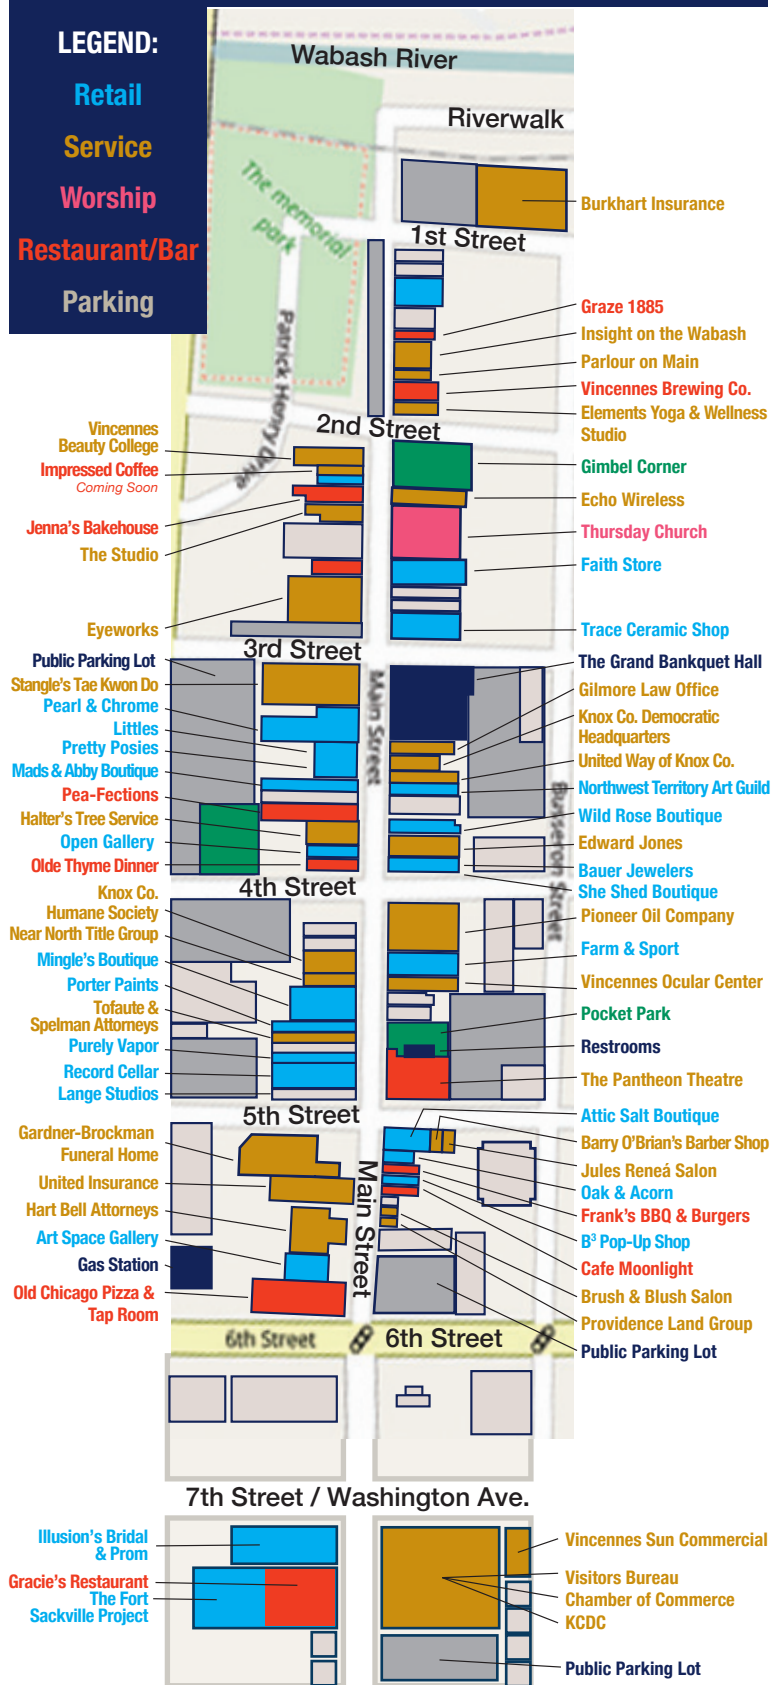 LEGEND:
Retail
Service
Worship
Restaurant/Bar
Parking
Wabash River
Riverwalk
The memorial
park
Patrick Henry Drive
Burkhart Insurance
1st Street
Graze 1885
Insight on the Wabash
Parlour on Main
Vincennes Brewing Co.
Elements Yoga & Wellness
Studio
2nd Street
Vincennes
Beauty College
Impressed Coffee
Coming Soon
Jenna's Bakehouse
The Studio
Eyeworks
Gimbel Corner
Echo Wireless
Thursday Church
Faith Store
Trace Ceramic Shop
3rd Street
Main Street
Busseron Street
Public Parking Lot
Stangle's Tae Kwon Do
Pearl & Chrome
Littles
Pretty Posies
Mads & Abby Boutique
Pea-Fections
Halter's Tree Service
Open Gallery
Olde Thyme Dinner
The Grand Bankquet Hall
Gilmore Law Office
Knox Co. Democratic
Headquarters
United Way of Knox Co.
Northwest Territory Art Guild
Wild Rose Boutique
Edward Jones
Bauer Jewelers
She Shed Boutique
4th Street
Knox Co.
Humane Society
Near North Title Group
Mingle's Boutique
Porter Paints
Tofaute &
Spelman Attorneys
Purely Vapor
Record Cellar
Lange Studios
Pioneer Oil Company
Farm & Sport
Vincennes Ocular Center
Pocket Park
Restrooms
The Pantheon Theatre
5th Street
Main Street
Gardner-Brockman
Funeral Home
United Insurance
Hart Bell Attorneys
Art Space Gallery
Gas Station
Old Chicago Pizza &
Tap Room
Attic Salt Boutique
Barry O'Brian's Barber Shop
Jules Reneá Salon
Oak & Acorn
Frank's BBQ & Burgers
B³ Pop-Up Shop
Cafe Moonlight
Brush & Blush Salon
Providence Land Group
Public Parking Lot
6th Street
6th Street
7th Street / Washington Ave.
Illusion's Bridal
& Prom
Gracie's Restaurant
The Fort
Sackville Project
Vincennes Sun Commercial
Visitors Bureau
Chamber of Commerce
KCDC
Public Parking Lot